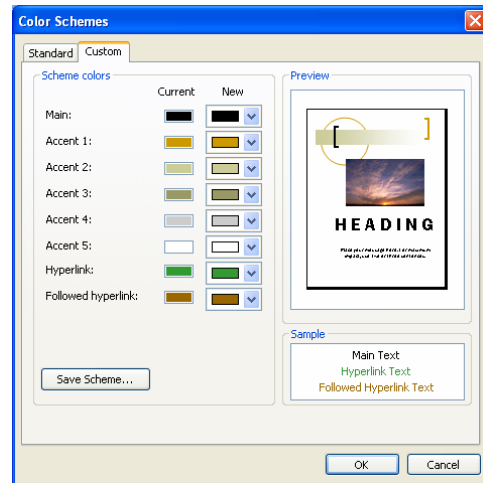 Color Schemes
Standard Custom
Scheme colors
Current New
Main:
Accent 1:
Accent 2:
Accent 3:
Accent 4:
Accent 5:
Hyperlink:
Followed hyperlink:
Save Scheme...
Preview
[ ]
HEADING
Sample
Main Text
Hyperlink Text
Followed Hyperlink Text
OK Cancel